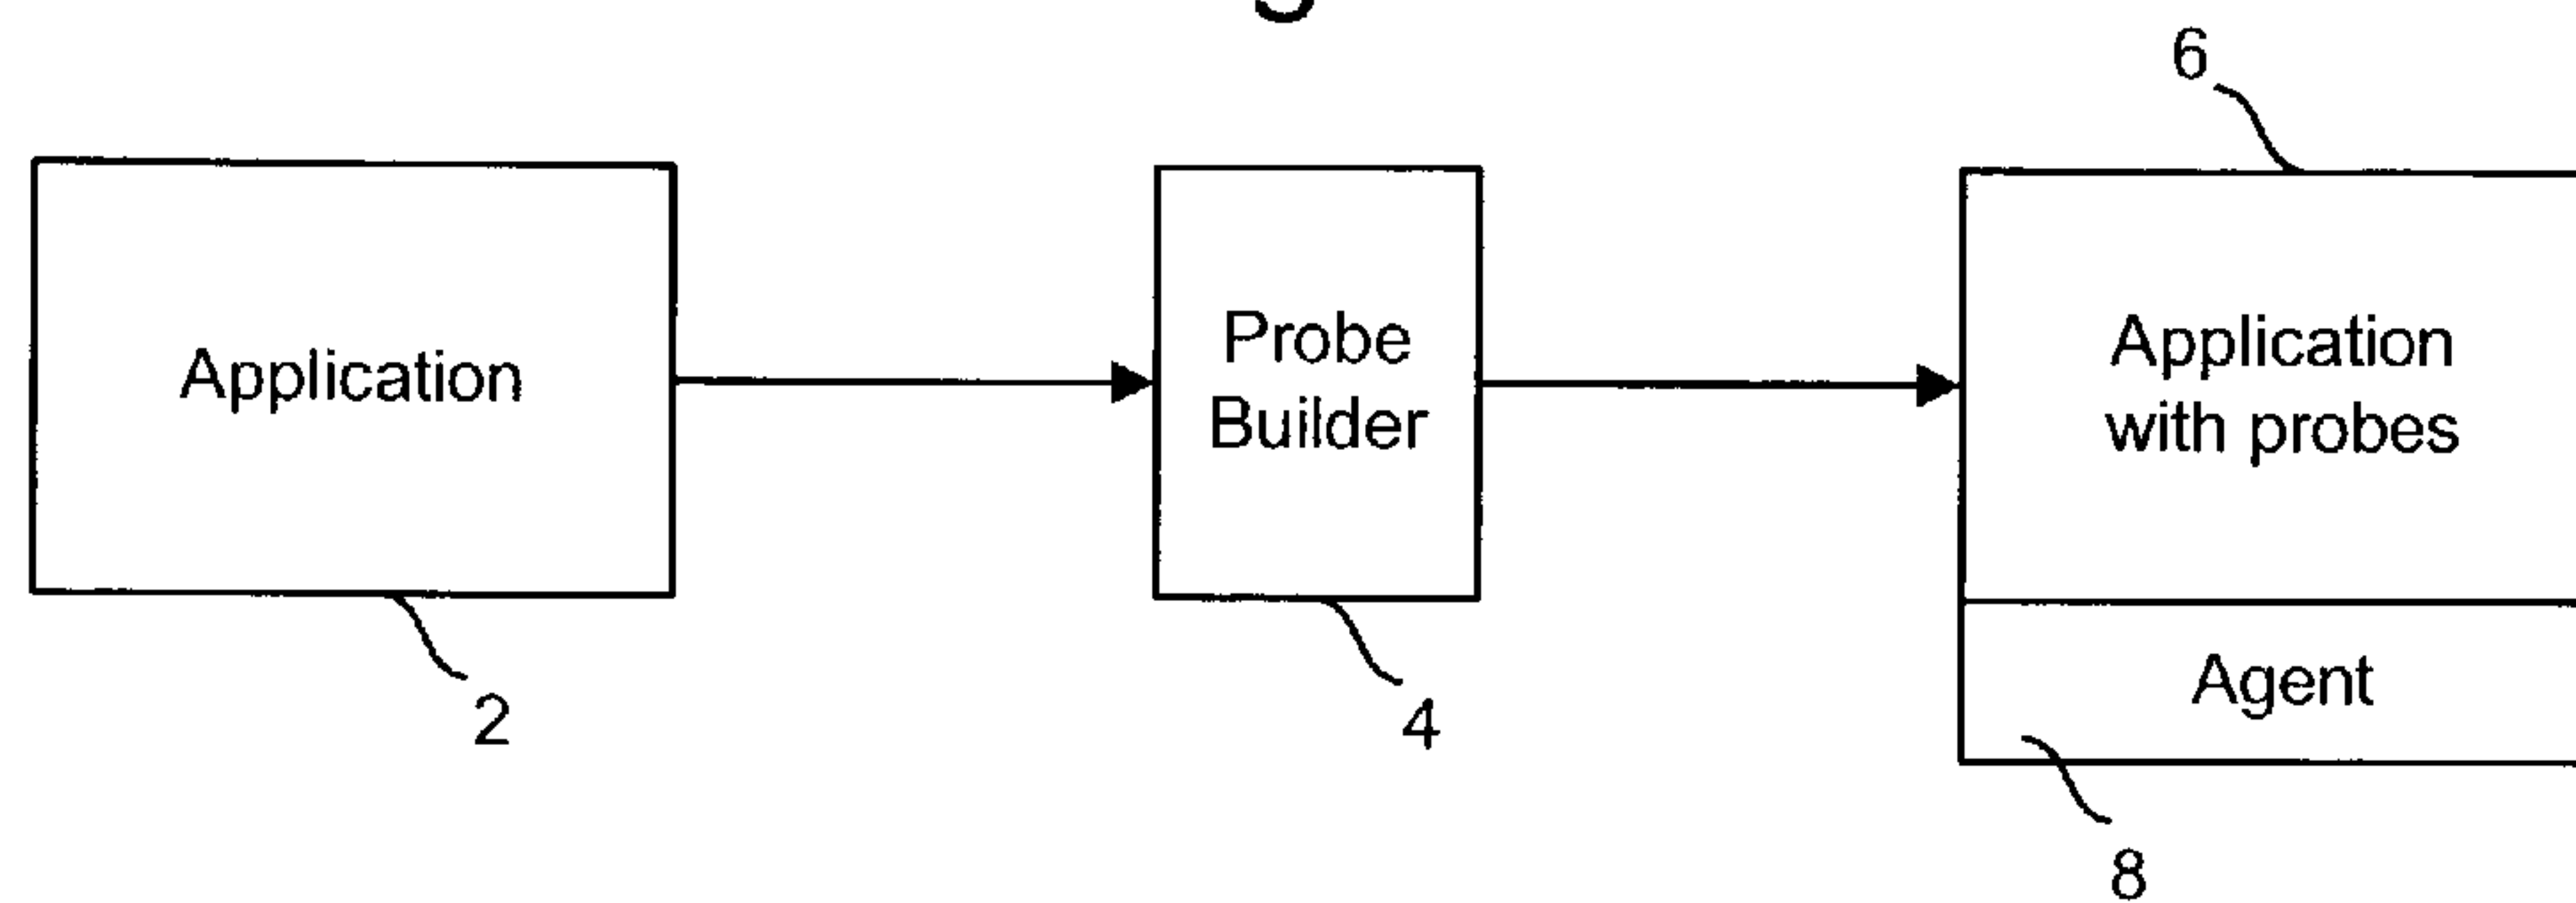 6
Application
Probe
Builder
Application
with probes
Agent
2
4
8